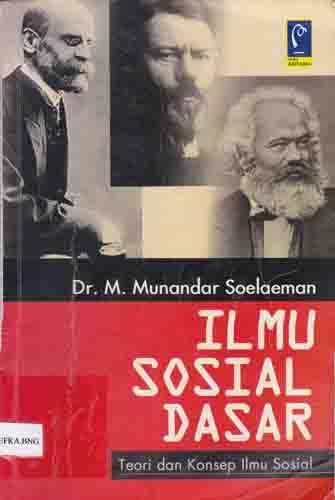 Dr. M. Munandar Soelaeman
ILMU
SOSIAL
DASAR
Teori dan Konsep Ilmu Sosial